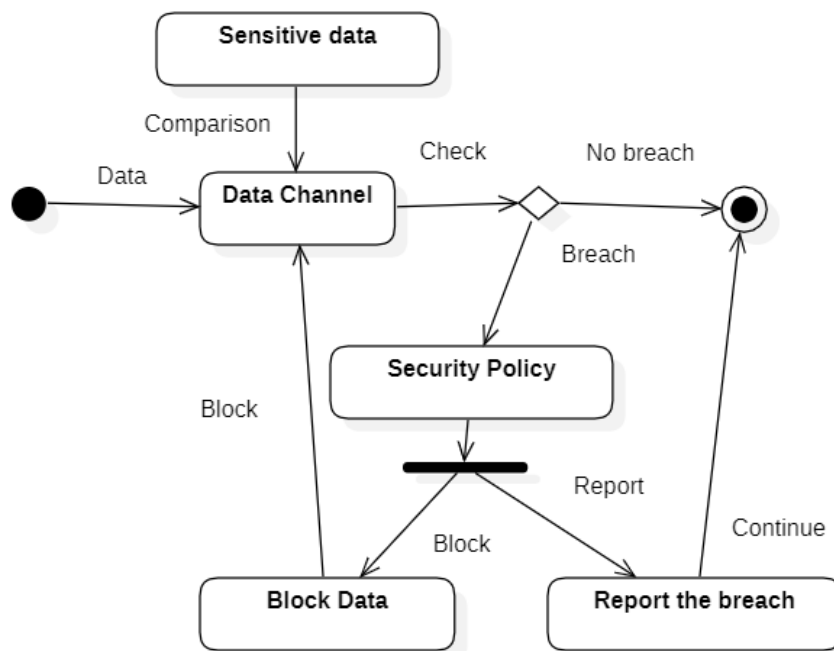 Sensitive data
Comparison
Check
No breach
Data
Data Channel
Breach
Security Policy
Block
Report
Block
Continue
Block Data
Report the breach